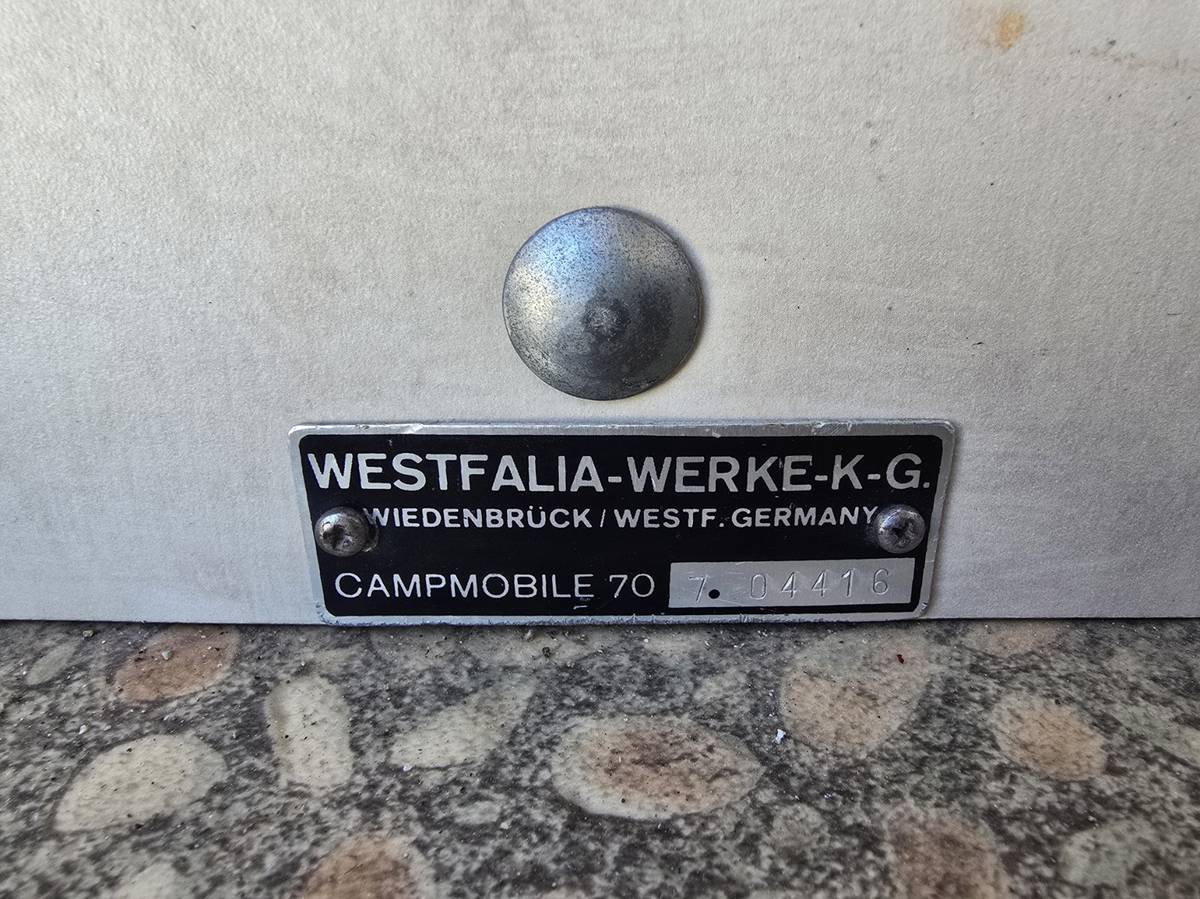 WESTFALIA-WERKE-K-G.
WIEDENBRÜCK / WESTF. GERMANY
CAMPMOBILE 70 7. 04416